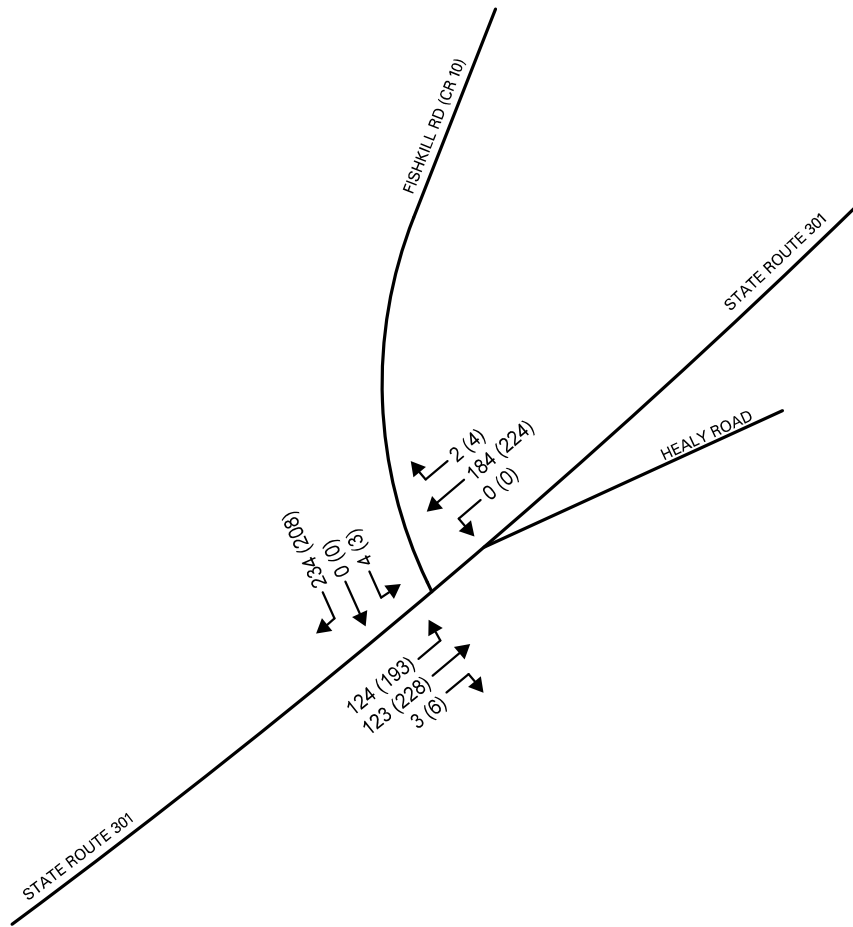 FISHKILL RD (CR 10)
STATE ROUTE 301
HEALY ROAD
2 (4)
184 (224)
0 (0)
234 (208)
0 (0)
4 (3)
124 (193)
123 (228)
3 (6)
STATE ROUTE 301